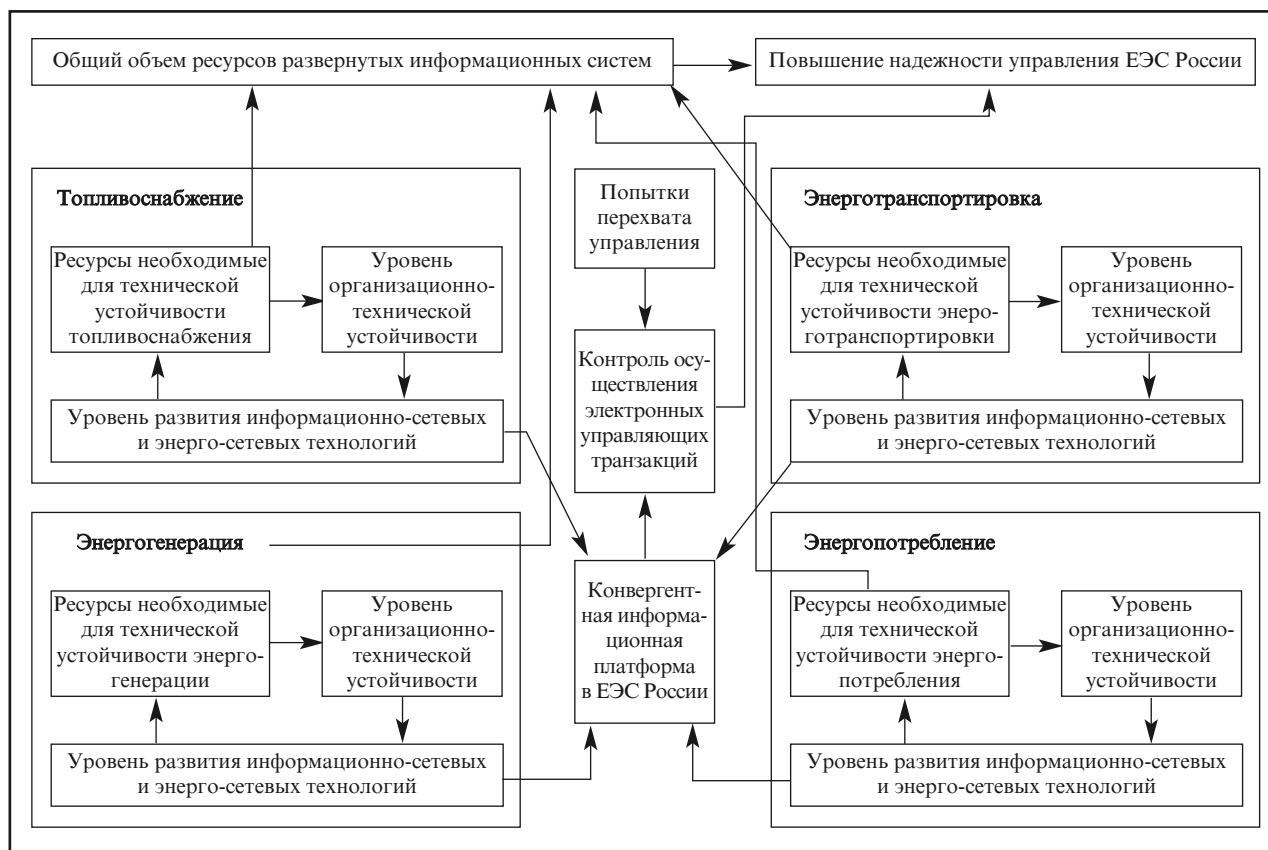 Общий объем ресурсов развернутых информационных систем
Повышение надежности управления ЕЭС России
Топливоснабжение
Ресурсы необходимые
для технической
устойчивости
топливоснабжения
Уровень
организационно-
технической
устойчивости
Уровень развития информационно-сетевых
и энерго-сетевых технологий
Попытки
перехвата
управления
Контроль осу-
ществления
электронных
управляющих
транзакций
Энерготранспортировка
Ресурсы необходимые
для технической
устойчивости энеро-
готранспортировки
Уровень
организационно-
технической
устойчивости
Уровень развития информационно-сетевых
и энерго-сетевых технологий
Энергогенерация
Ресурсы необходимые
для технической
устойчивости энерго-
генерации
Уровень
организационно-
технической
устойчивости
Уровень развития информационно-сетевых
и энерго-сетевых технологий
Конвергент-
ная информа-
ционная
платформа
в ЕЭС России
Энергопотребление
Ресурсы необходимые
для технической
устойчивости энерго-
потребления
Уровень
организационно-
технической
устойчивости
Уровень развития информационно-сетевых
и энерго-сетевых технологий